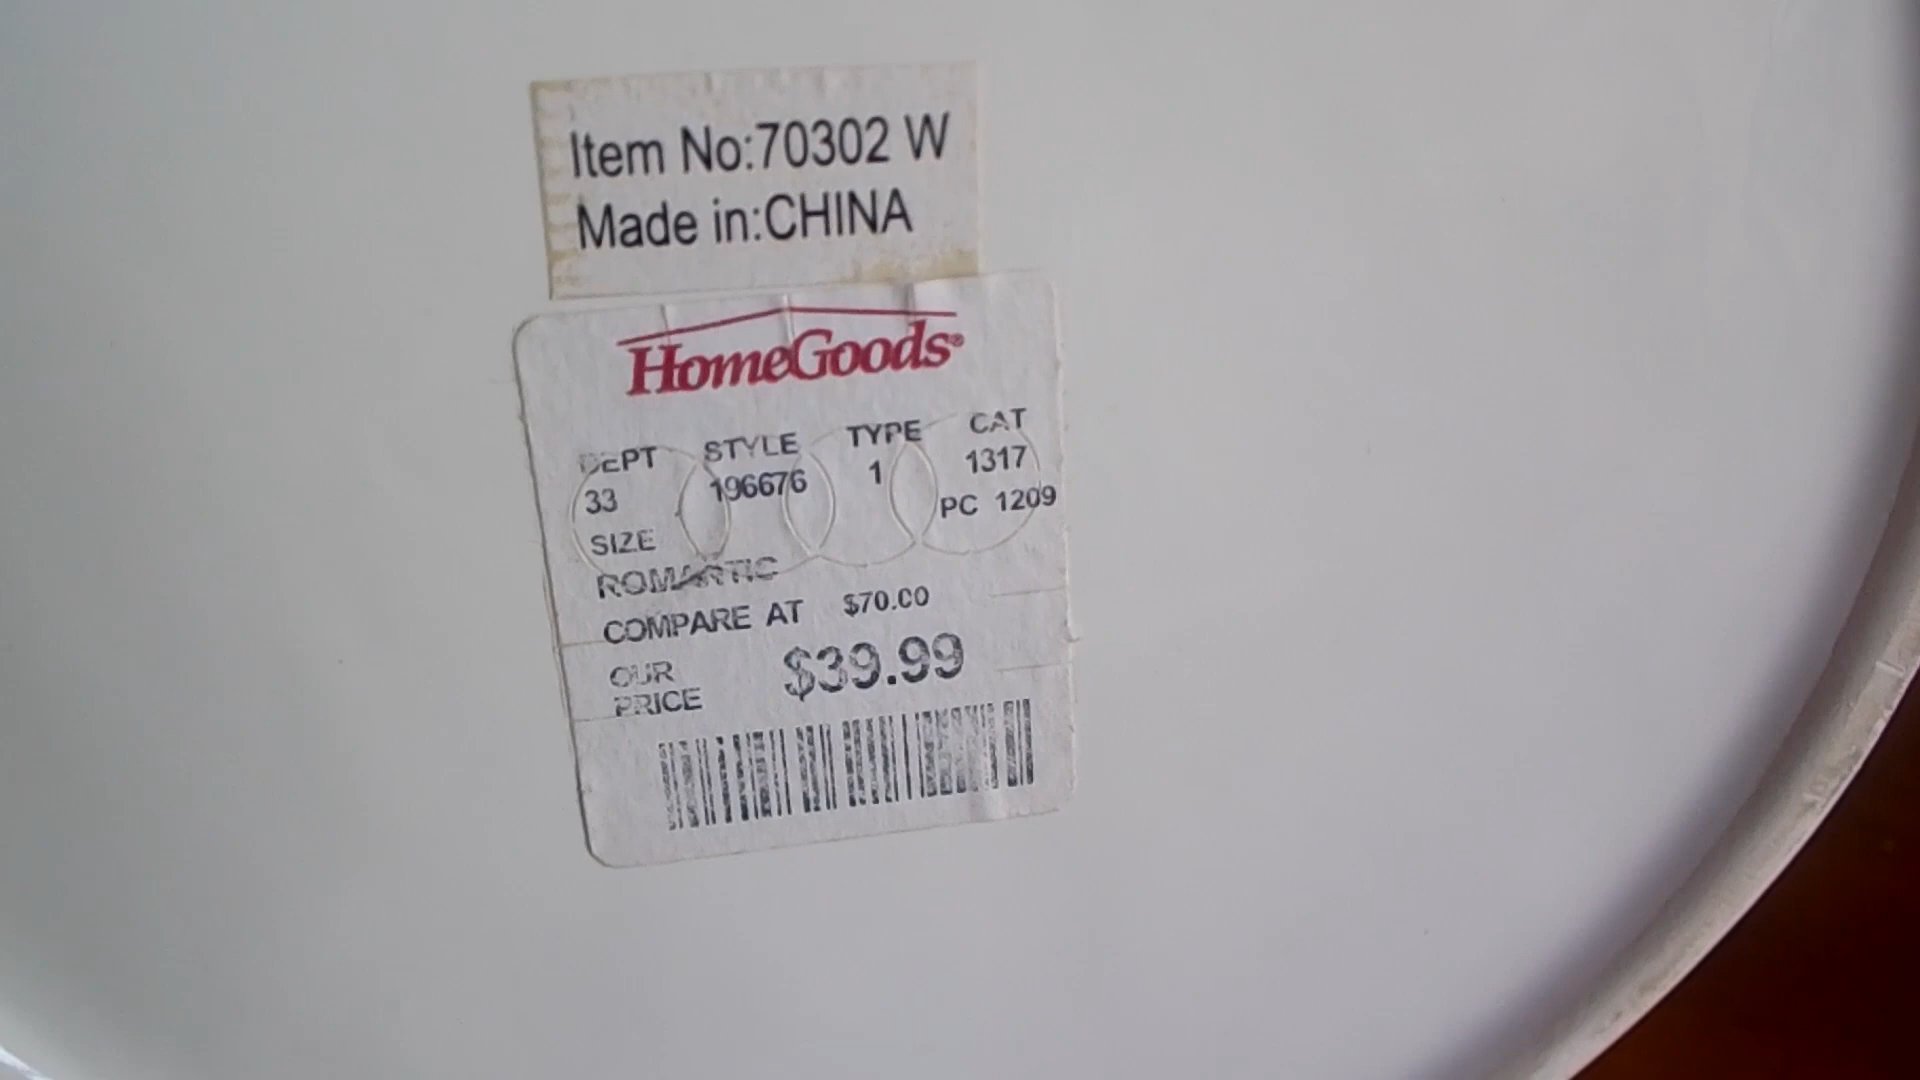 Item No:70302 W
Made in:CHINA
HomeGoods®
DEPT STYLE TYPE CAT
33 196676 1 1317
PC 1209
SIZE
ROMARTIC
COMPARE AT $70.00
OUR
PRICE $39.99